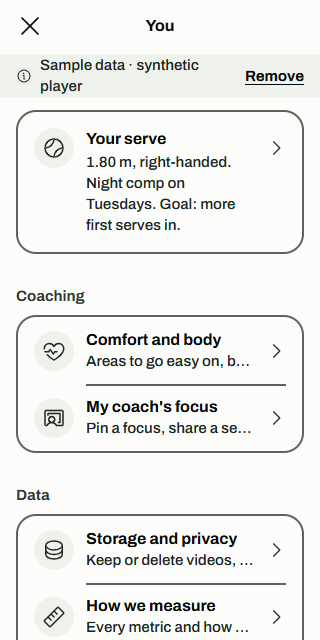 You
Sample data · synthetic
player
Remove
Your serve
1.80 m, right-handed.
Night comp on
Tuesdays. Goal: more
first serves in.
Coaching
Comfort and body
Areas to go easy on, b...
My coach's focus
Pin a focus, share a se...
Data
Storage and privacy
Keep or delete videos, ...
How we measure
Every metric and how ...